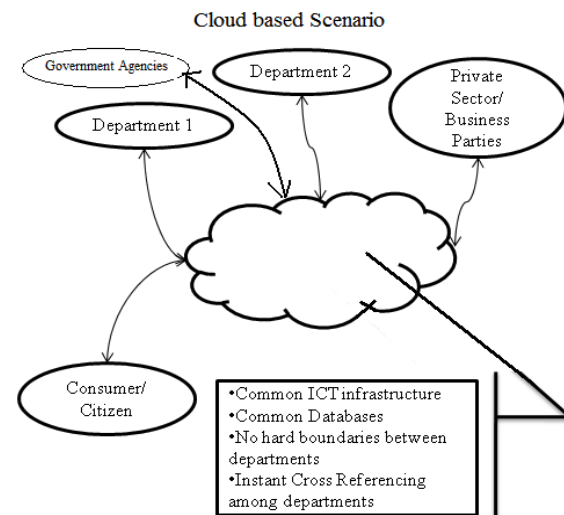 Cloud based Scenario
Government Agencies
Department 2
Private
Sector/
Business
Parties
Department 1
Consumer/
Citizen
•Common ICT infrastructure
•Common Databases
•No hard boundaries between
departments
•Instant Cross Referencing
among departments